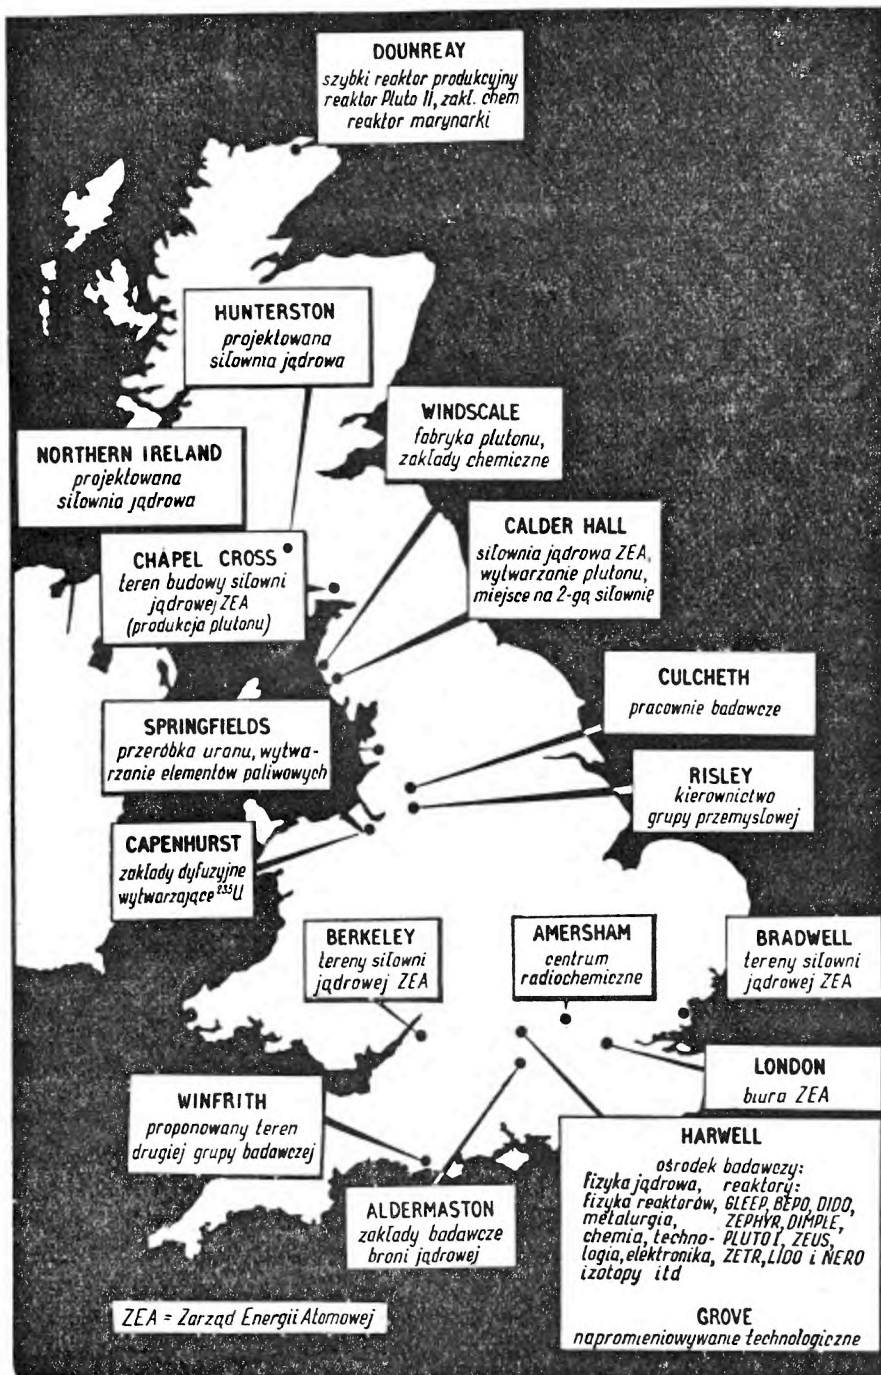 DOUNREAY
szybki reaktor produkcyjny
reaktor Pluto II, zakł. chem
reaktor marynarki
HUNTERSTON
projektowana
siłownia jądrowa
WINDSCALE
fabryka plutonu,
zakłady chemiczne
NORTHERN IRELAND
projektowana
siłownia jądrowa
CALDER HALL
siłownia jądrowa ZEA,
wytwarzanie plutonu,
miejsce na 2-gą siłownię
CHAPEL CROSS
teren budowy siłowni
jądrowej ZEA
(produkcja plutonu)
CULCHETH
pracownie badawcze
SPRINGFIELDS
przeróbka uranu, wytwa-
rzanie elementów paliwowych
RISLEY
kierownictwo
grupy przemysłowej
CAPENHURST
zakłady dyfuzyjne
wytwarzające ²³⁵U
BERKELEY
tereny siłowni
jądrowej ZEA
AMERSHAM
centrum
radiochemiczne
BRADWELL
tereny siłowni
jądrowej ZEA
LONDON
biura ZEA
WINFRITH
proponowany teren
drugiej grupy badawczej
ALDERMASTON
zakłady badawcze
broni jądrowej
HARWELL
ośrodek badawczy:
fizyka jądrowa, reaktory:
fizyka reaktorów, GLEEP, BEPO, DIDO,
metalurgia, ZEPHYR, DIMPLE,
chemia, techno- PLUTO I, ZEUS,
logia, elektronika, ZETR, LIDO i NERO
izotopy itd
GROVE
napromieniowywanie technologiczne
ZEA = Zarząd Energii Atomowej